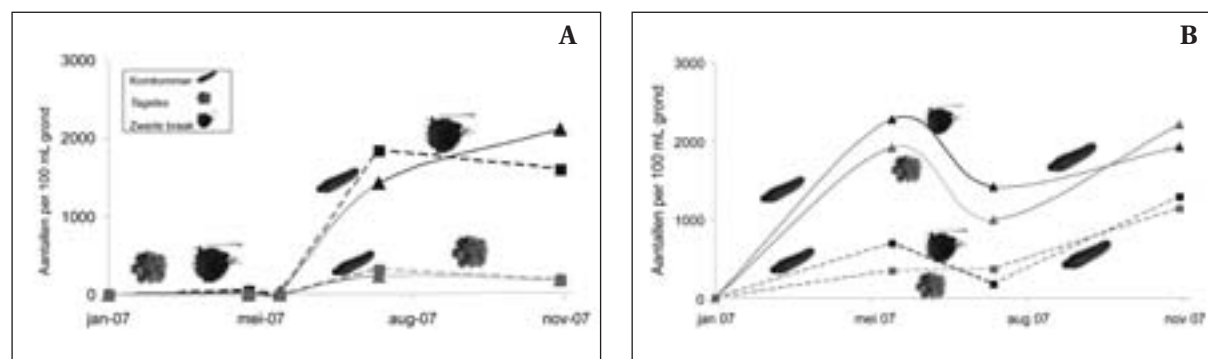 A
3000
Komkommer
Tagetes
Zwarte braak
2000
1000
0
Aantallen per 100 mL grond
jan-07
mei-07
aug-07
nov-07
B
3000
2000
1000
0
Aantallen per 100 mL grond
jan 07
mei 07
aug 07
nov 07